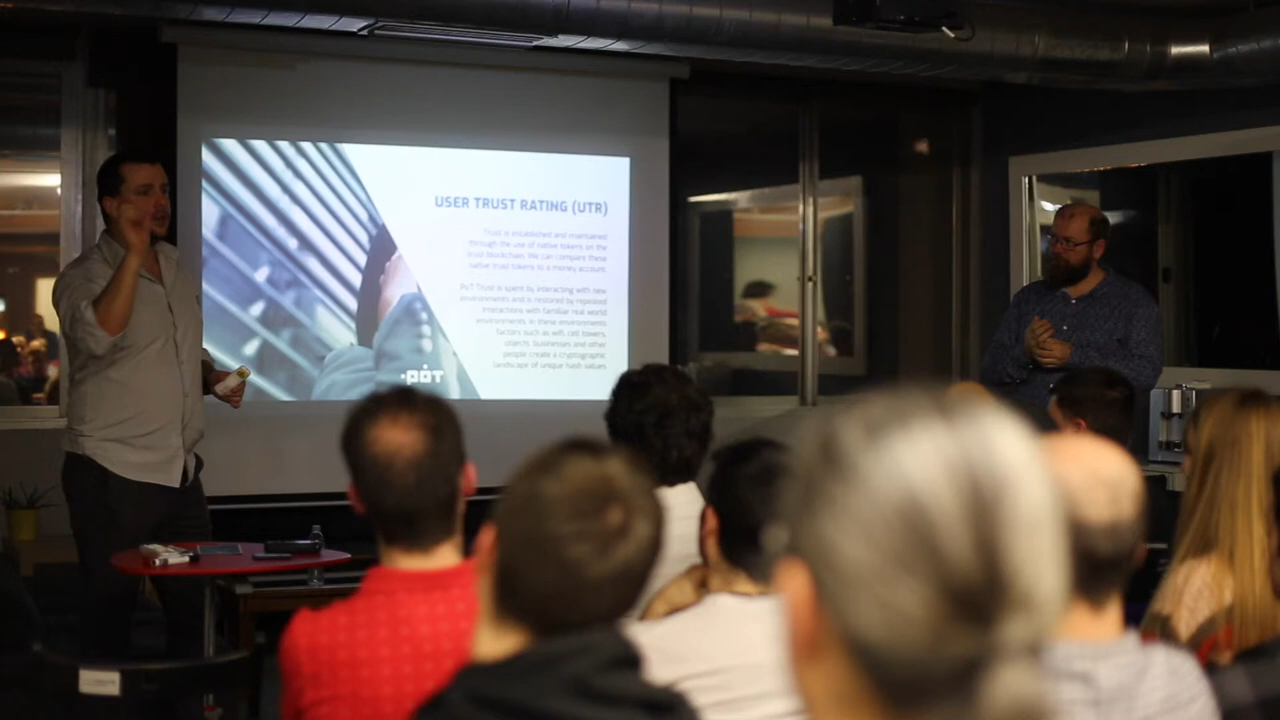 USER TRUST RATING (UTR)
Trust is established and maintained
through the use of native tokens on the
trust blockchain. We can compare these
native trust tokens to a money account.
PoT Trust is spent by interacting with new
environments and is restored by repeated
interactions with familiar real world
environments. In these environments
factors such as wifi, cell towers,
objects, businesses and other
people create a cryptographic
landscape of unique hash values
·pót